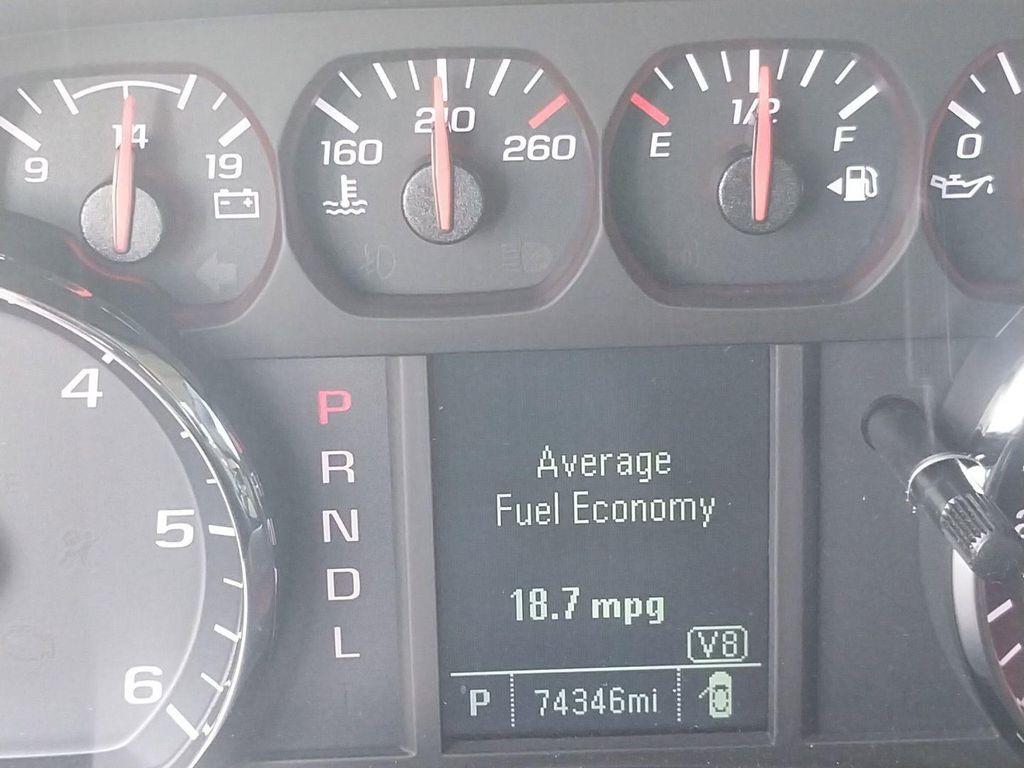 9
14
19
160
210
260
E
1/2
F
0
4
5
6
P
R
N
D
L
Average
Fuel Economy
18.7 mpg
V8
P
74346mi